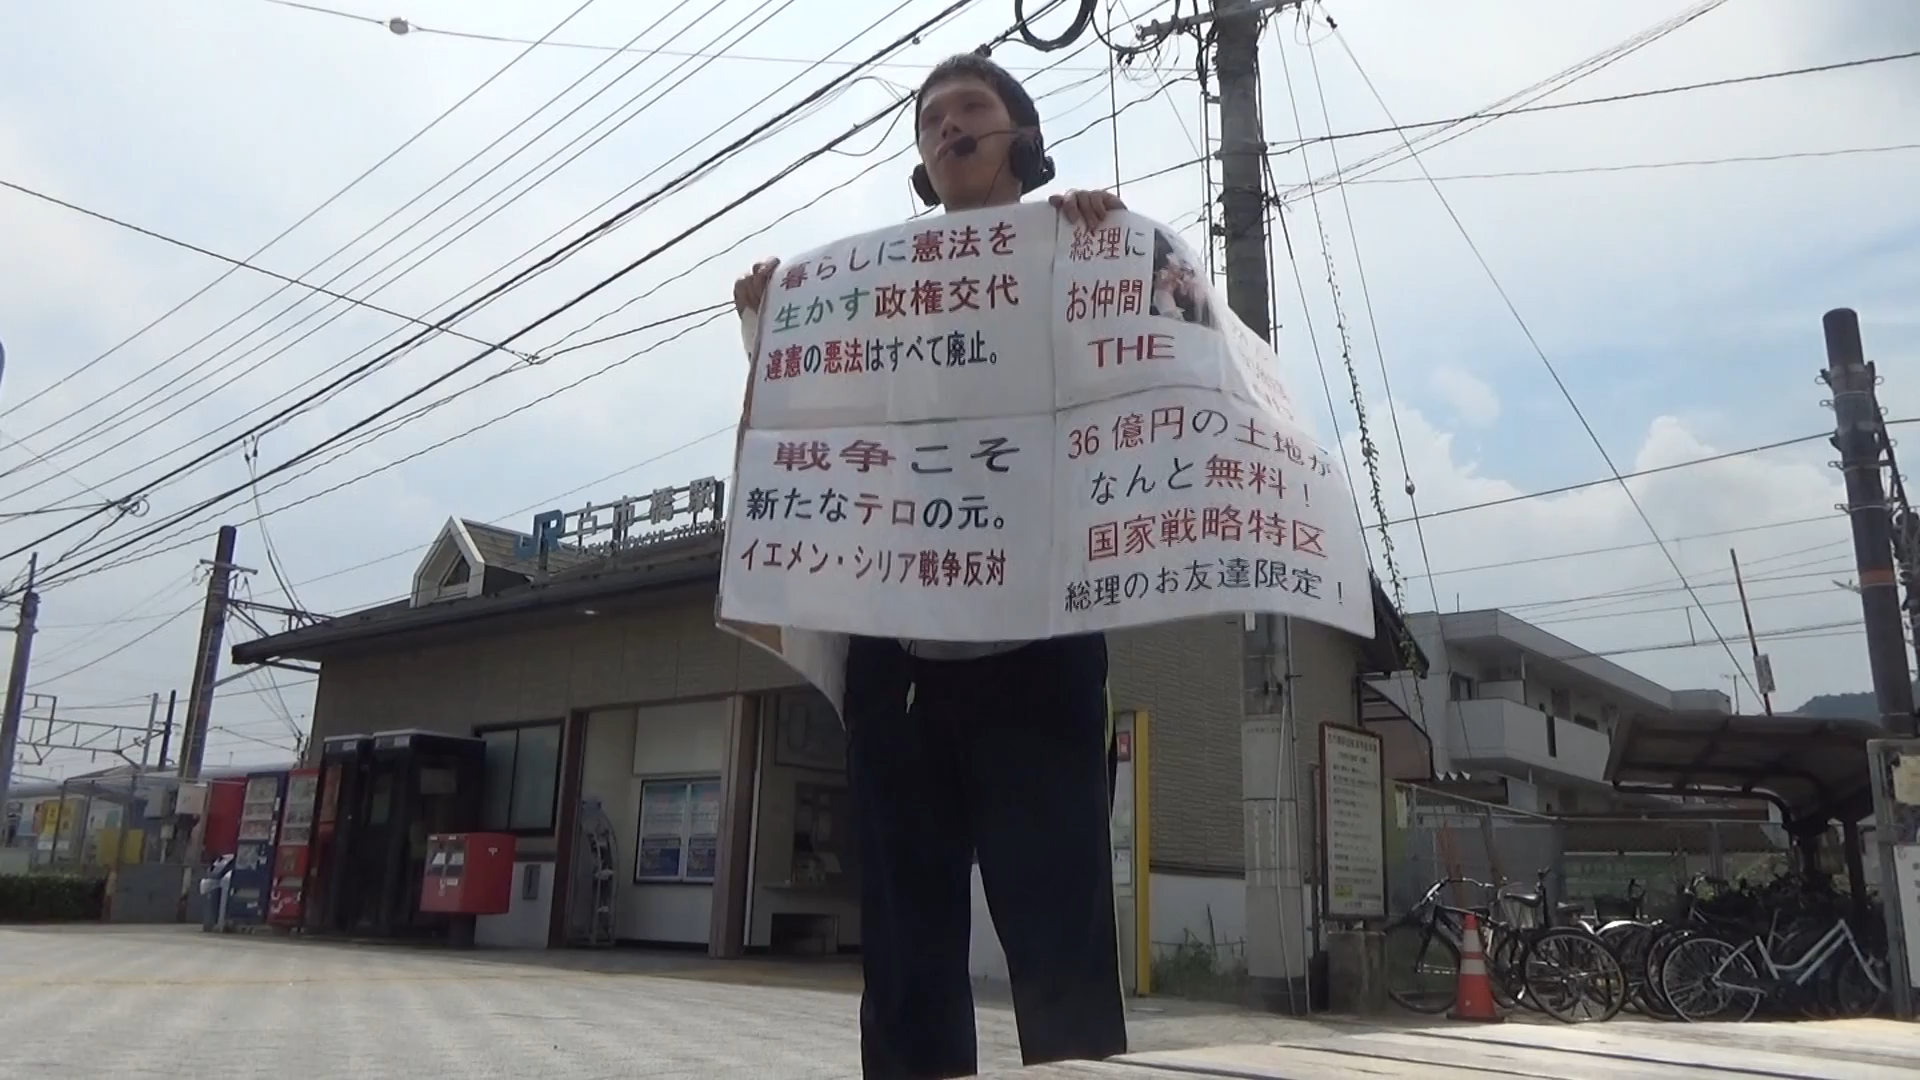 暮らしに憲法を
生かす政権交代
違憲の悪法はすべて廃止。
総理に
お仲間
THE
戦争こそ
新たなテロの元。
イエメン・シリア戦争反対
36億円の土地が
なんと無料！
国家戦略特区
総理のお友達限定！
JR古市橋駅